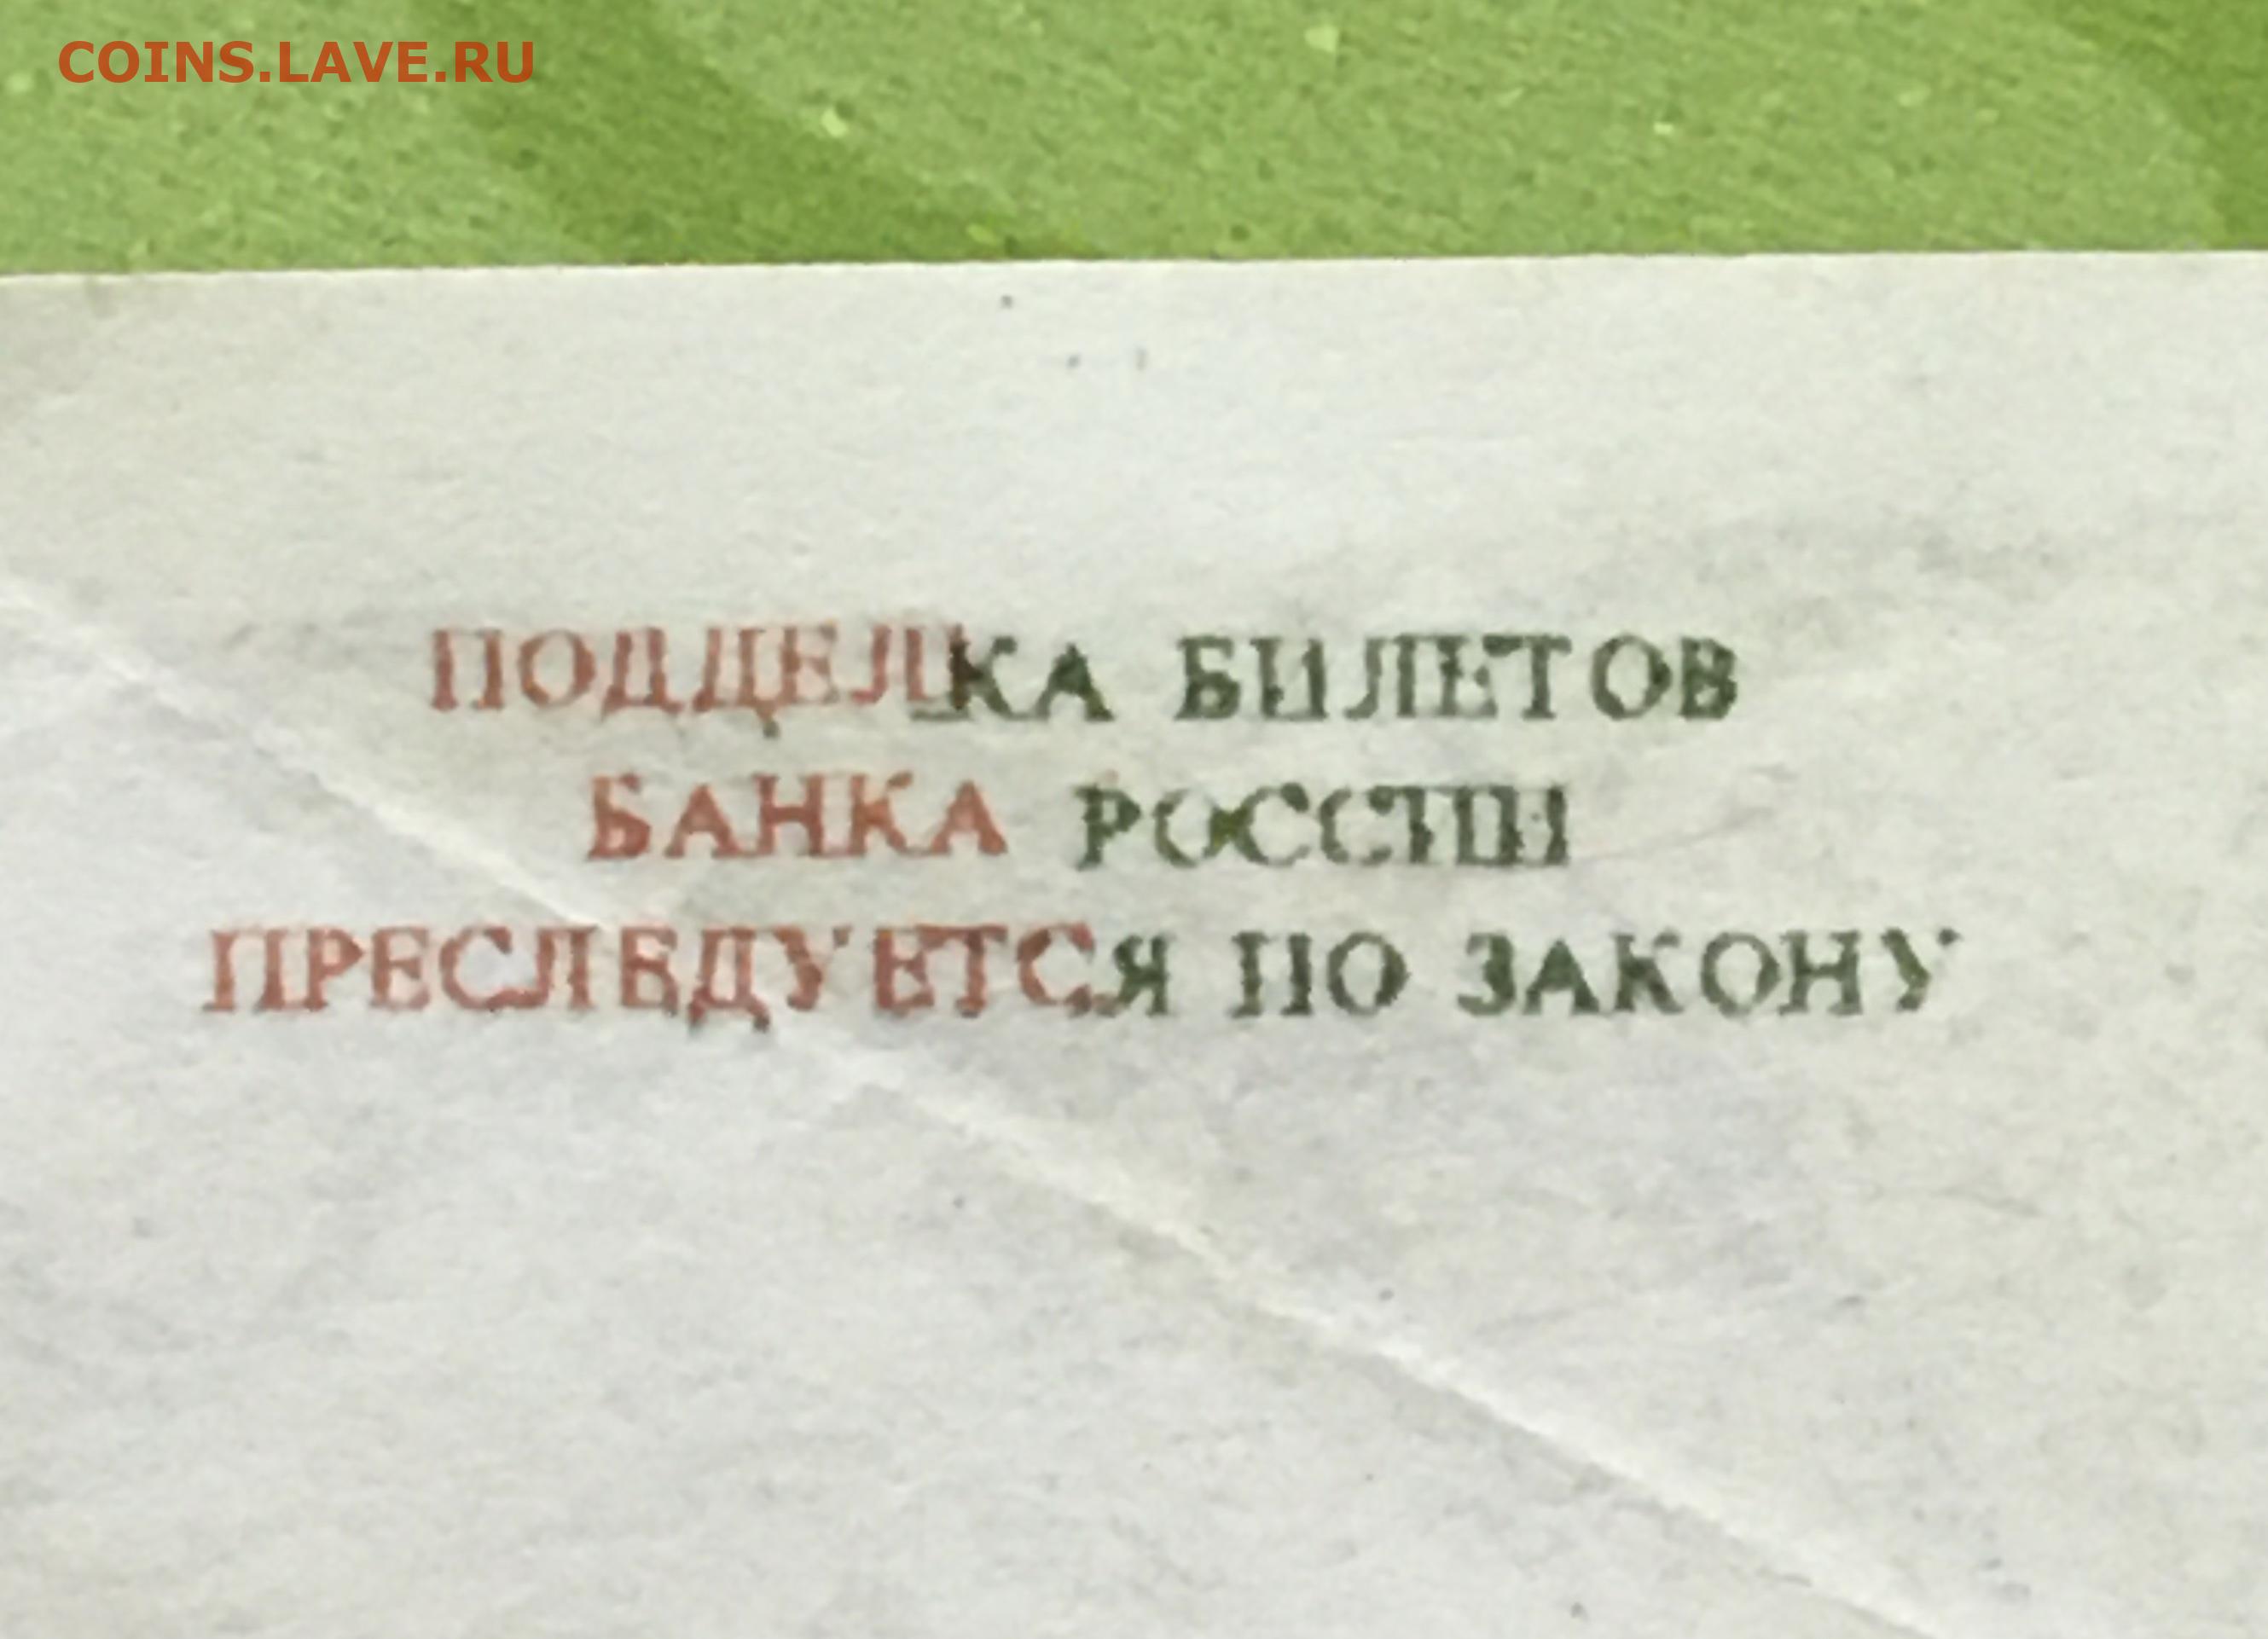 COINS.LAVE.RU
ПОДДЕЛКА БИЛЕТОВ
БАНКА РОССИИ
ПРЕСЛЕДУЕТСЯ ПО ЗАКОНУ